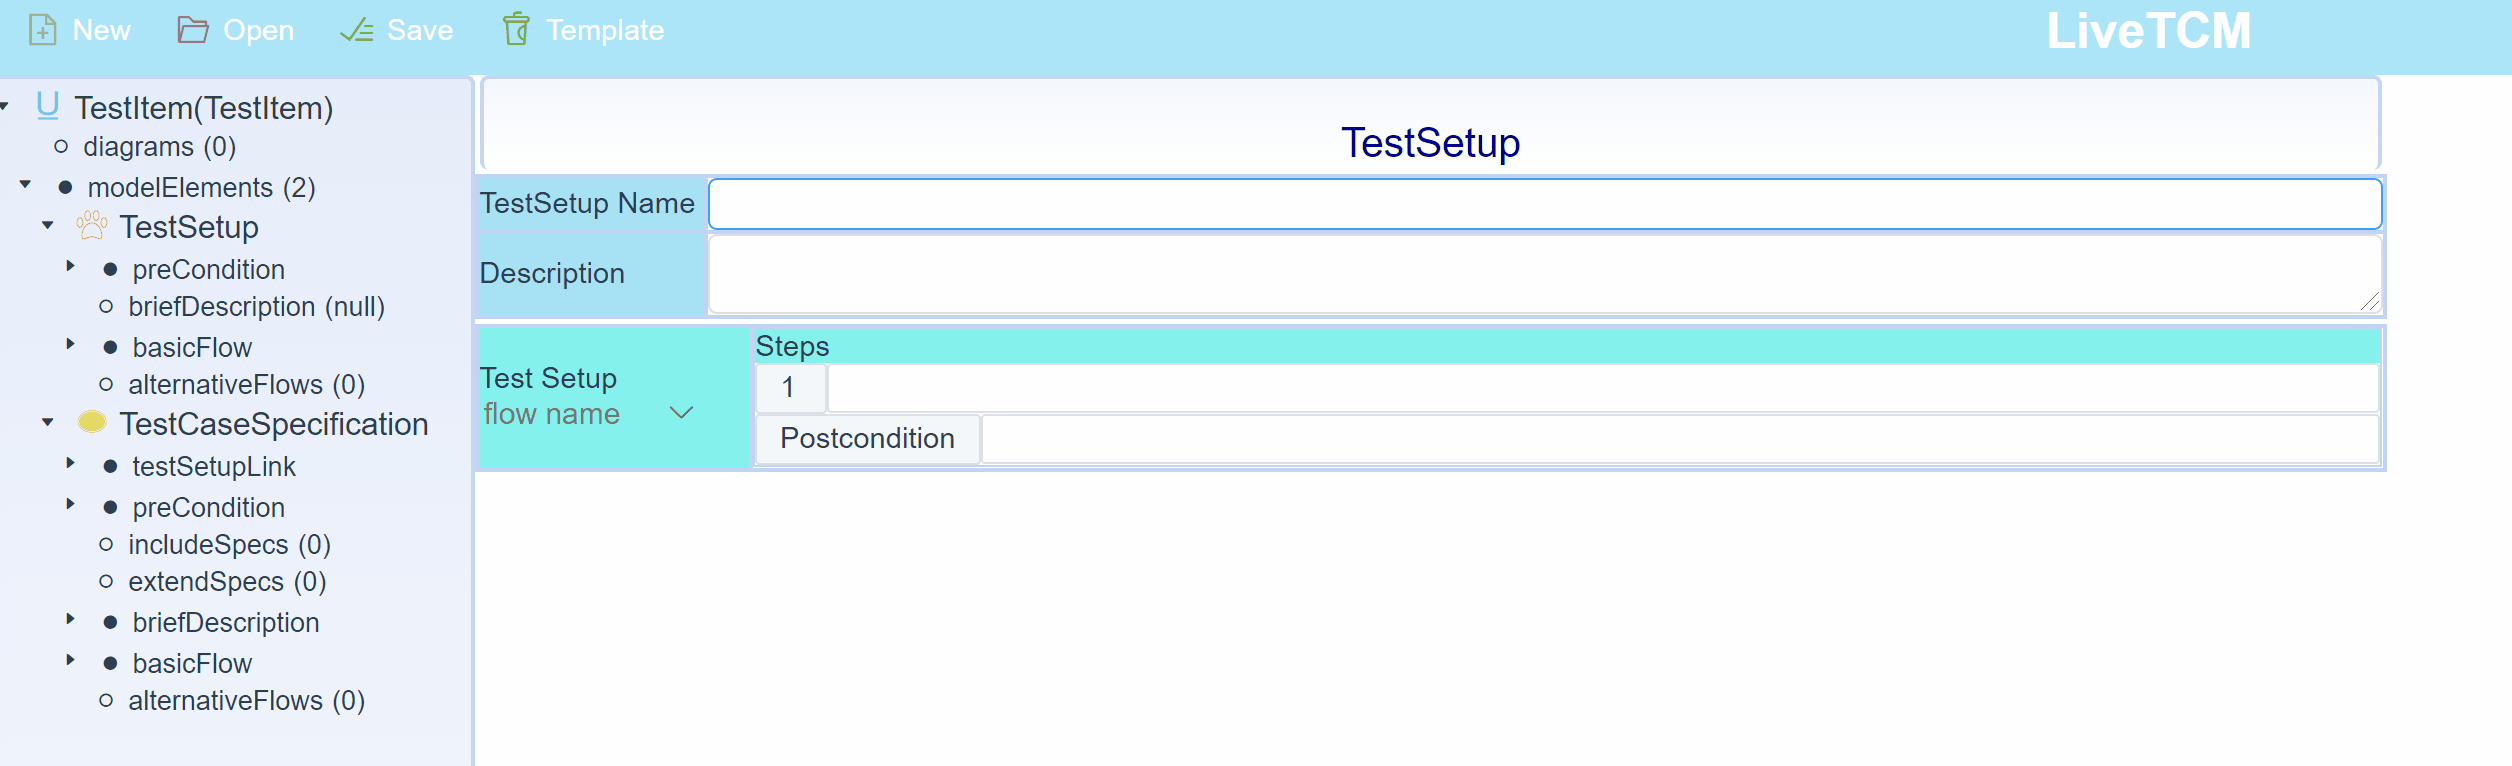 New Open Save Template LiveTCM
TestItem(TestItem)
diagrams (0)
modelElements (2)
TestSetup
preCondition
briefDescription (null)
basicFlow
alternativeFlows (0)
TestCaseSpecification
testSetupLink
preCondition
includeSpecs (0)
extendSpecs (0)
briefDescription
basicFlow
alternativeFlows (0)
TestSetup
TestSetup Name
Description
Test Setup
flow name
Steps
1
Postcondition